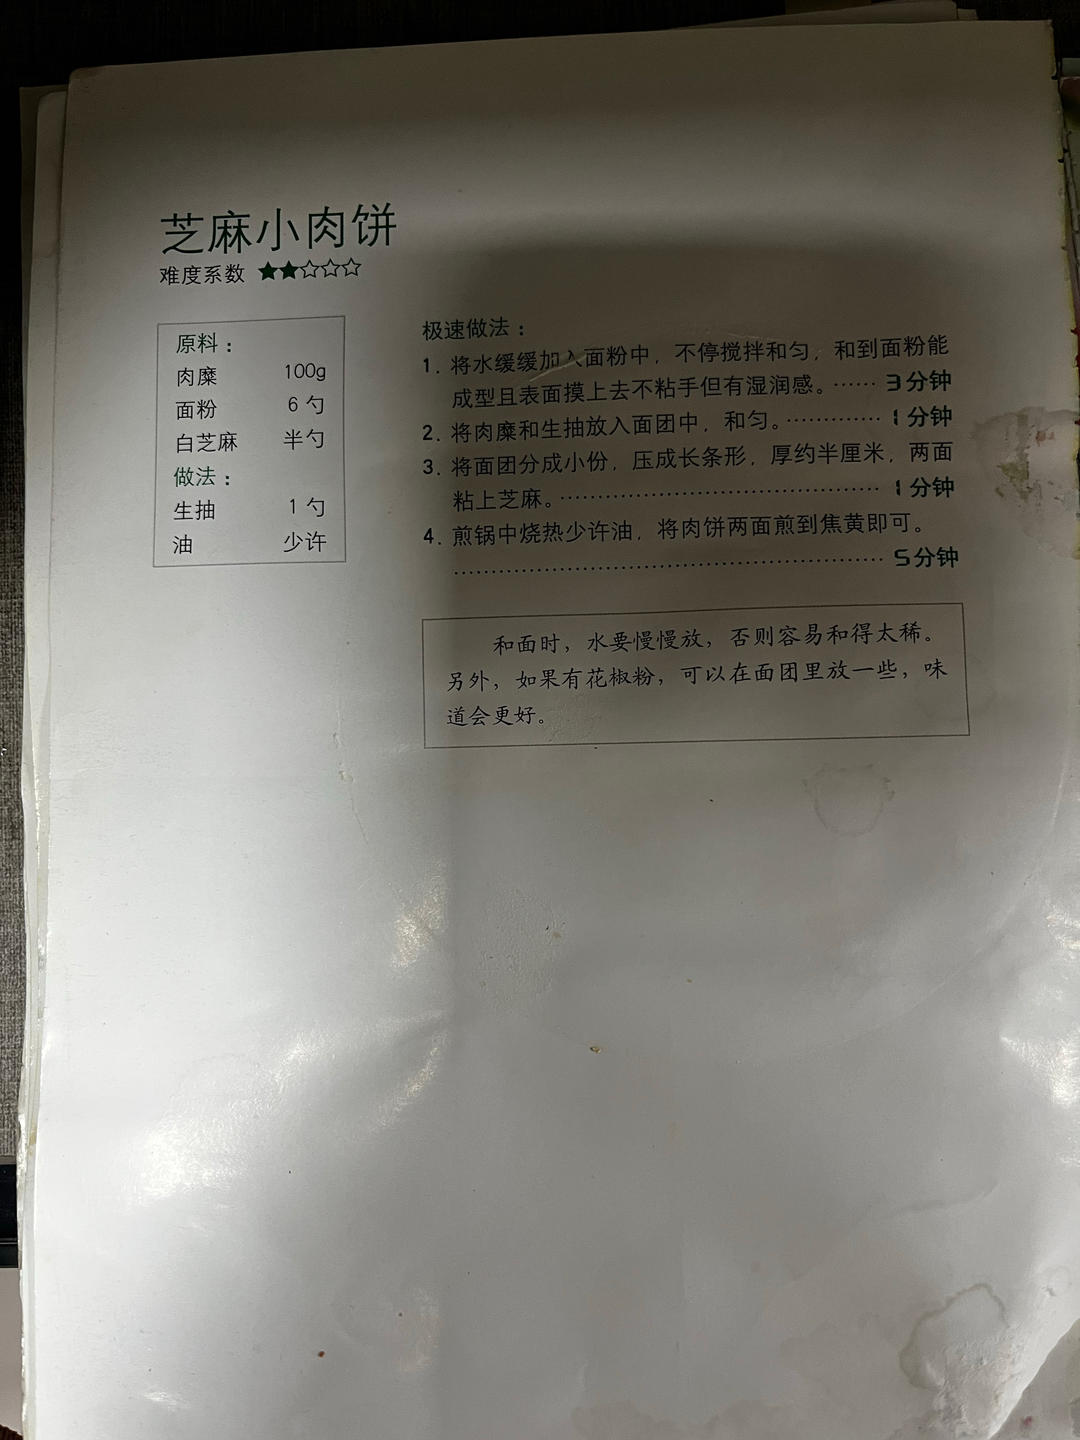 芝麻小肉饼
难度系数 ★★☆☆☆
原料：
肉糜 100g
面粉 6 勺
白芝麻 半勺
做法：
生抽 1 勺
油 少许
极速做法：
1. 将水缓缓加入面粉中，不停搅拌和匀，和到面粉能
成型且表面摸上去不粘手但有湿润感。…… 3分钟
2. 将肉糜和生抽放入面团中，和匀。………… 1分钟
3. 将面团分成小份，压成长条形，厚约半厘米，两面
粘上芝麻。…………………………………… 1分钟
4. 煎锅中烧热少许油，将肉饼两面煎到焦黄即可。
………………………………………………… 5分钟
和面时，水要慢慢放，否则容易和得太稀。
另外，如果有花椒粉，可以在面团里放一些，味
道会更好。